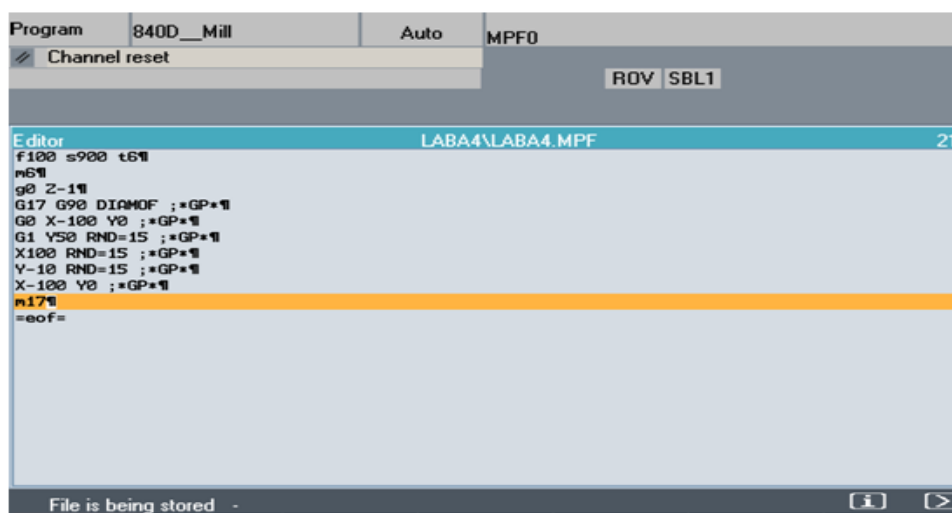 Program 840D__Mill Auto MPF0
Channel reset
ROV SBL1
Editor LABA4\LABA4.MPF 21
f100 s900 t6¶
m6¶
g0 Z-1¶
G17 G90 DIAMOF ;*GP*¶
G0 X-100 Y0 ;*GP*¶
G1 Y50 RND=15 ;*GP*¶
X100 RND=15 ;*GP*¶
Y-10 RND=15 ;*GP*¶
X-100 Y0 ;*GP*¶
m17¶
=eof=
File is being stored -